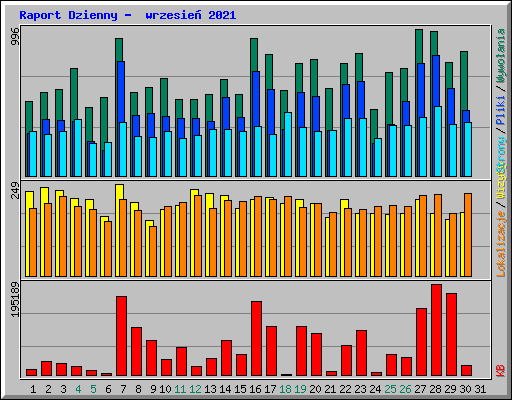 Raport Dzienny - wrzesień 2021
996
249
195189
Wywołania / Pliki / Strony
Lokalizacje / Wizyt
KB
1 2 3 4 5 6 7 8 9 10 11 12 13 14 15 16 17 18 19 20 21 22 23 24 25 26 27 28 29 30 31